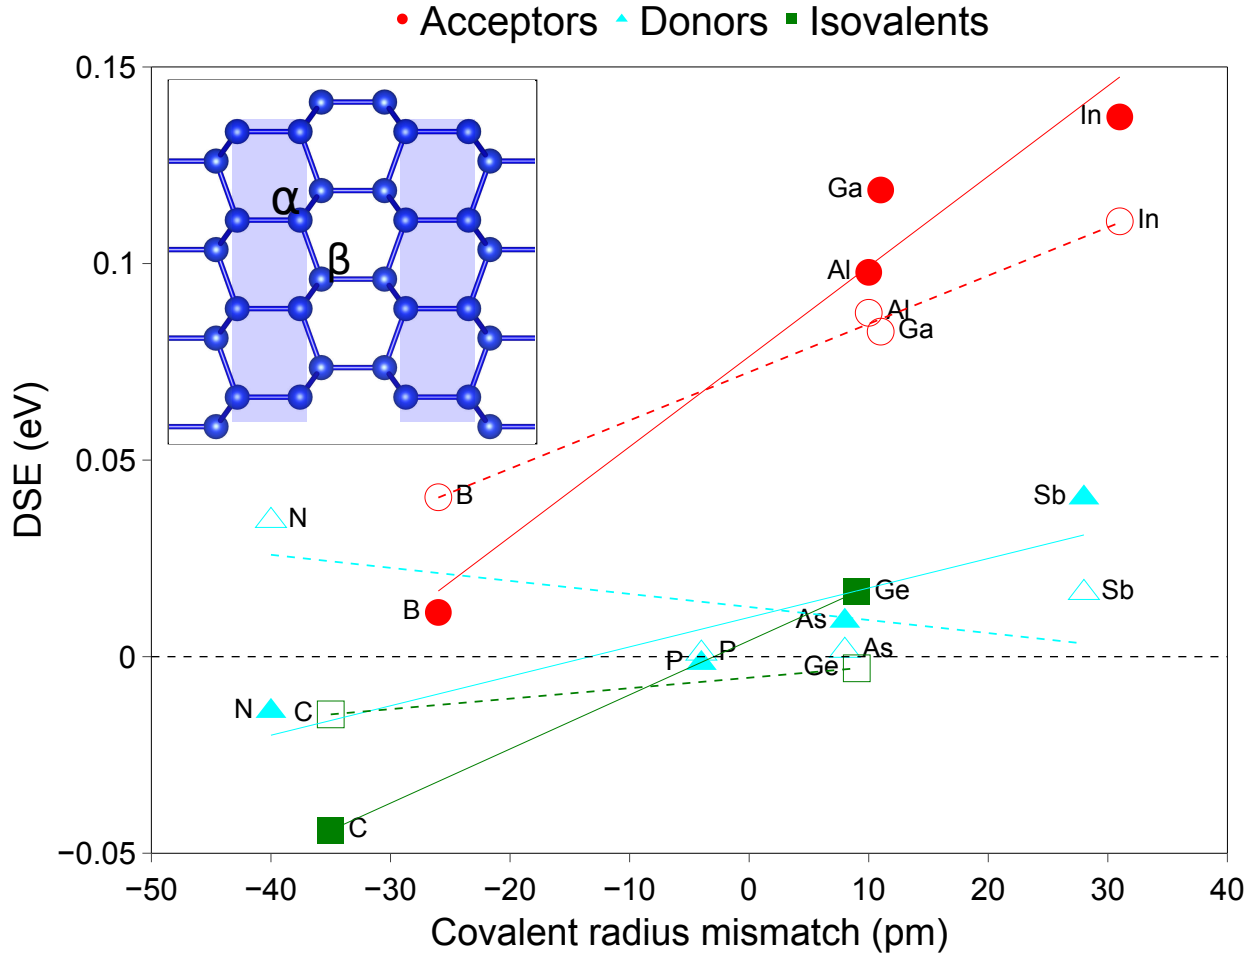 Acceptors Donors Isovalents
0.15
0.1
0.05
0
−0.05
DSE (eV)
α
β
In
Ga
In
Al
Al
Ga
B
N
Sb
B
Ge
Sb
As
P
P
As
Ge
N
C
C
−50 −40 −30 −20 −10 0 10 20 30 40
Covalent radius mismatch (pm)